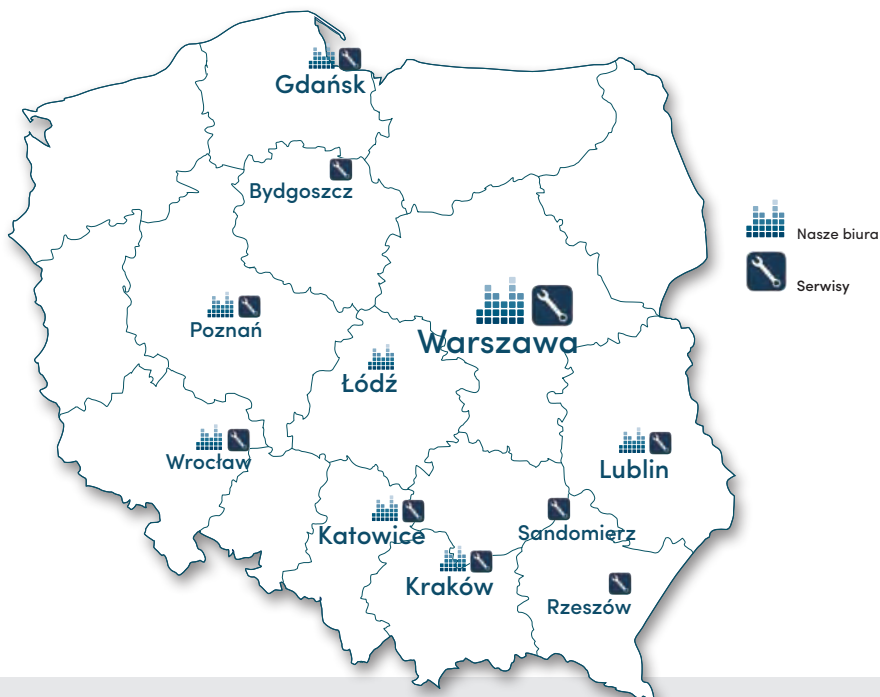 Gdańsk
Bydgoszcz
Nasze biura
Serwisy
Poznań
Warszawa
Łódź
Wrocław
Lublin
Katowice
Sandomierz
Kraków
Rzeszów